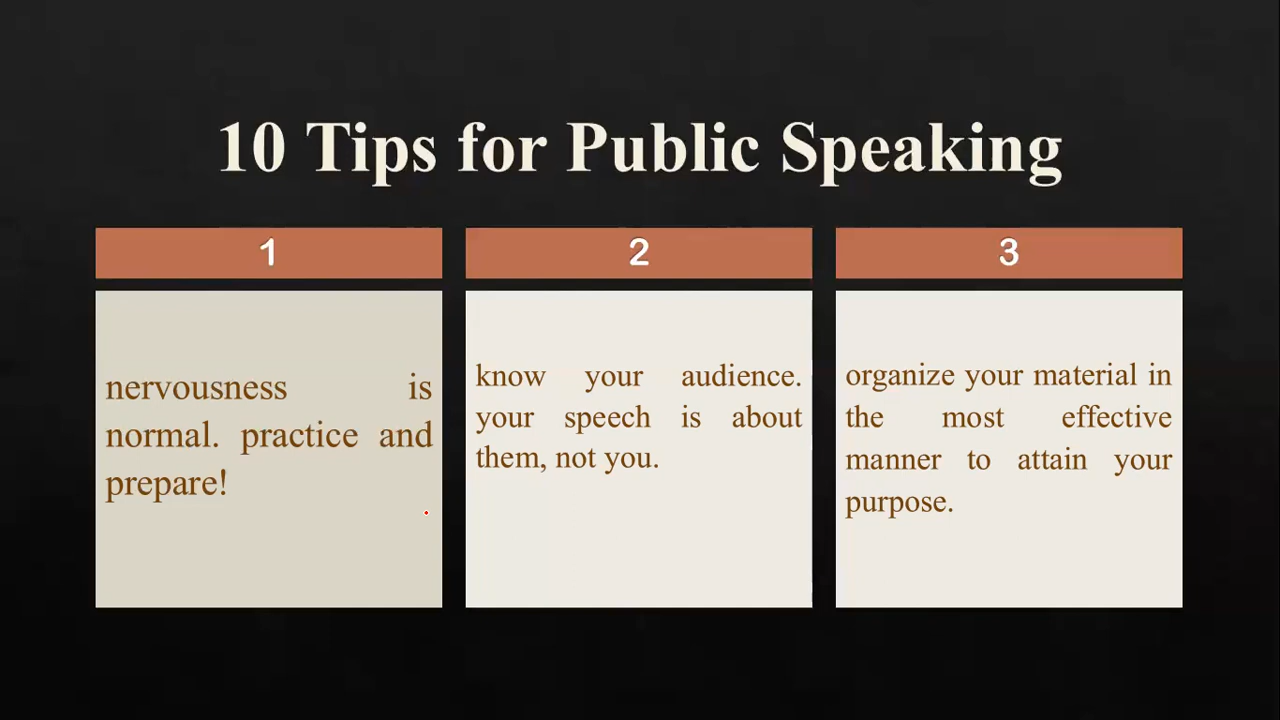 10 Tips for Public Speaking
1
nervousness is
normal. practice and
prepare!
2
know your audience.
your speech is about
them, not you.
3
organize your material in
the most effective
manner to attain your
purpose.